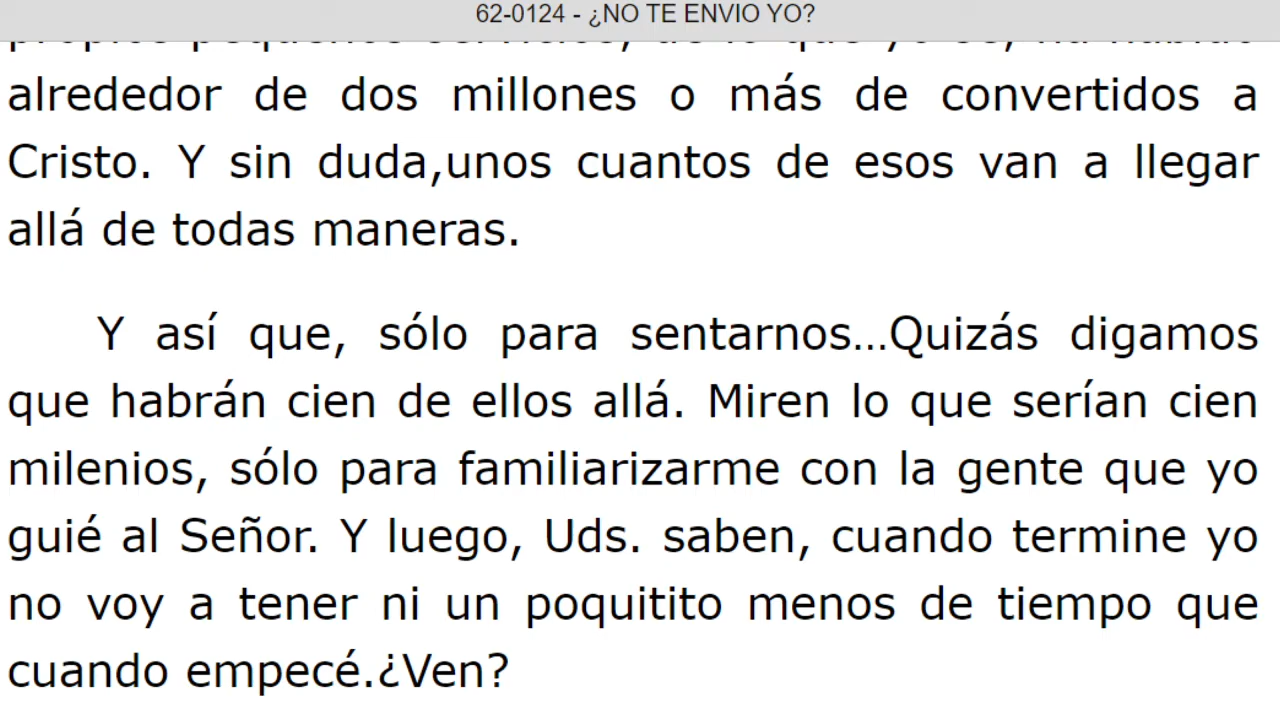 62-0124 - ¿NO TE ENVIO YO?
alrededor de dos millones o más de convertidos a
Cristo. Y sin duda,unos cuantos de esos van a llegar
allá de todas maneras.
Y así que, sólo para sentarnos...Quizás digamos
que habrán cien de ellos allá. Miren lo que serían cien
milenios, sólo para familiarizarme con la gente que yo
guié al Señor. Y luego, Uds. saben, cuando termine yo
no voy a tener ni un poquitito menos de tiempo que
cuando empecé.¿Ven?